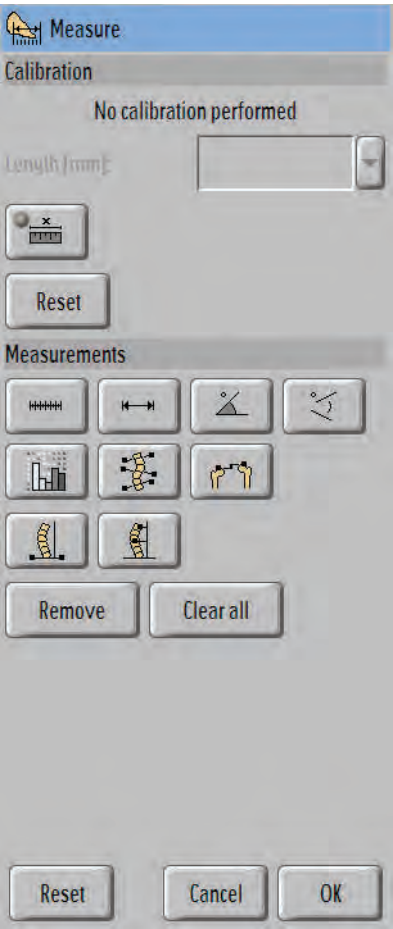 Measure
Calibration
No calibration performed
Length [mm]:
x
Reset
Measurements
Remove
Clear all
Reset
Cancel
OK